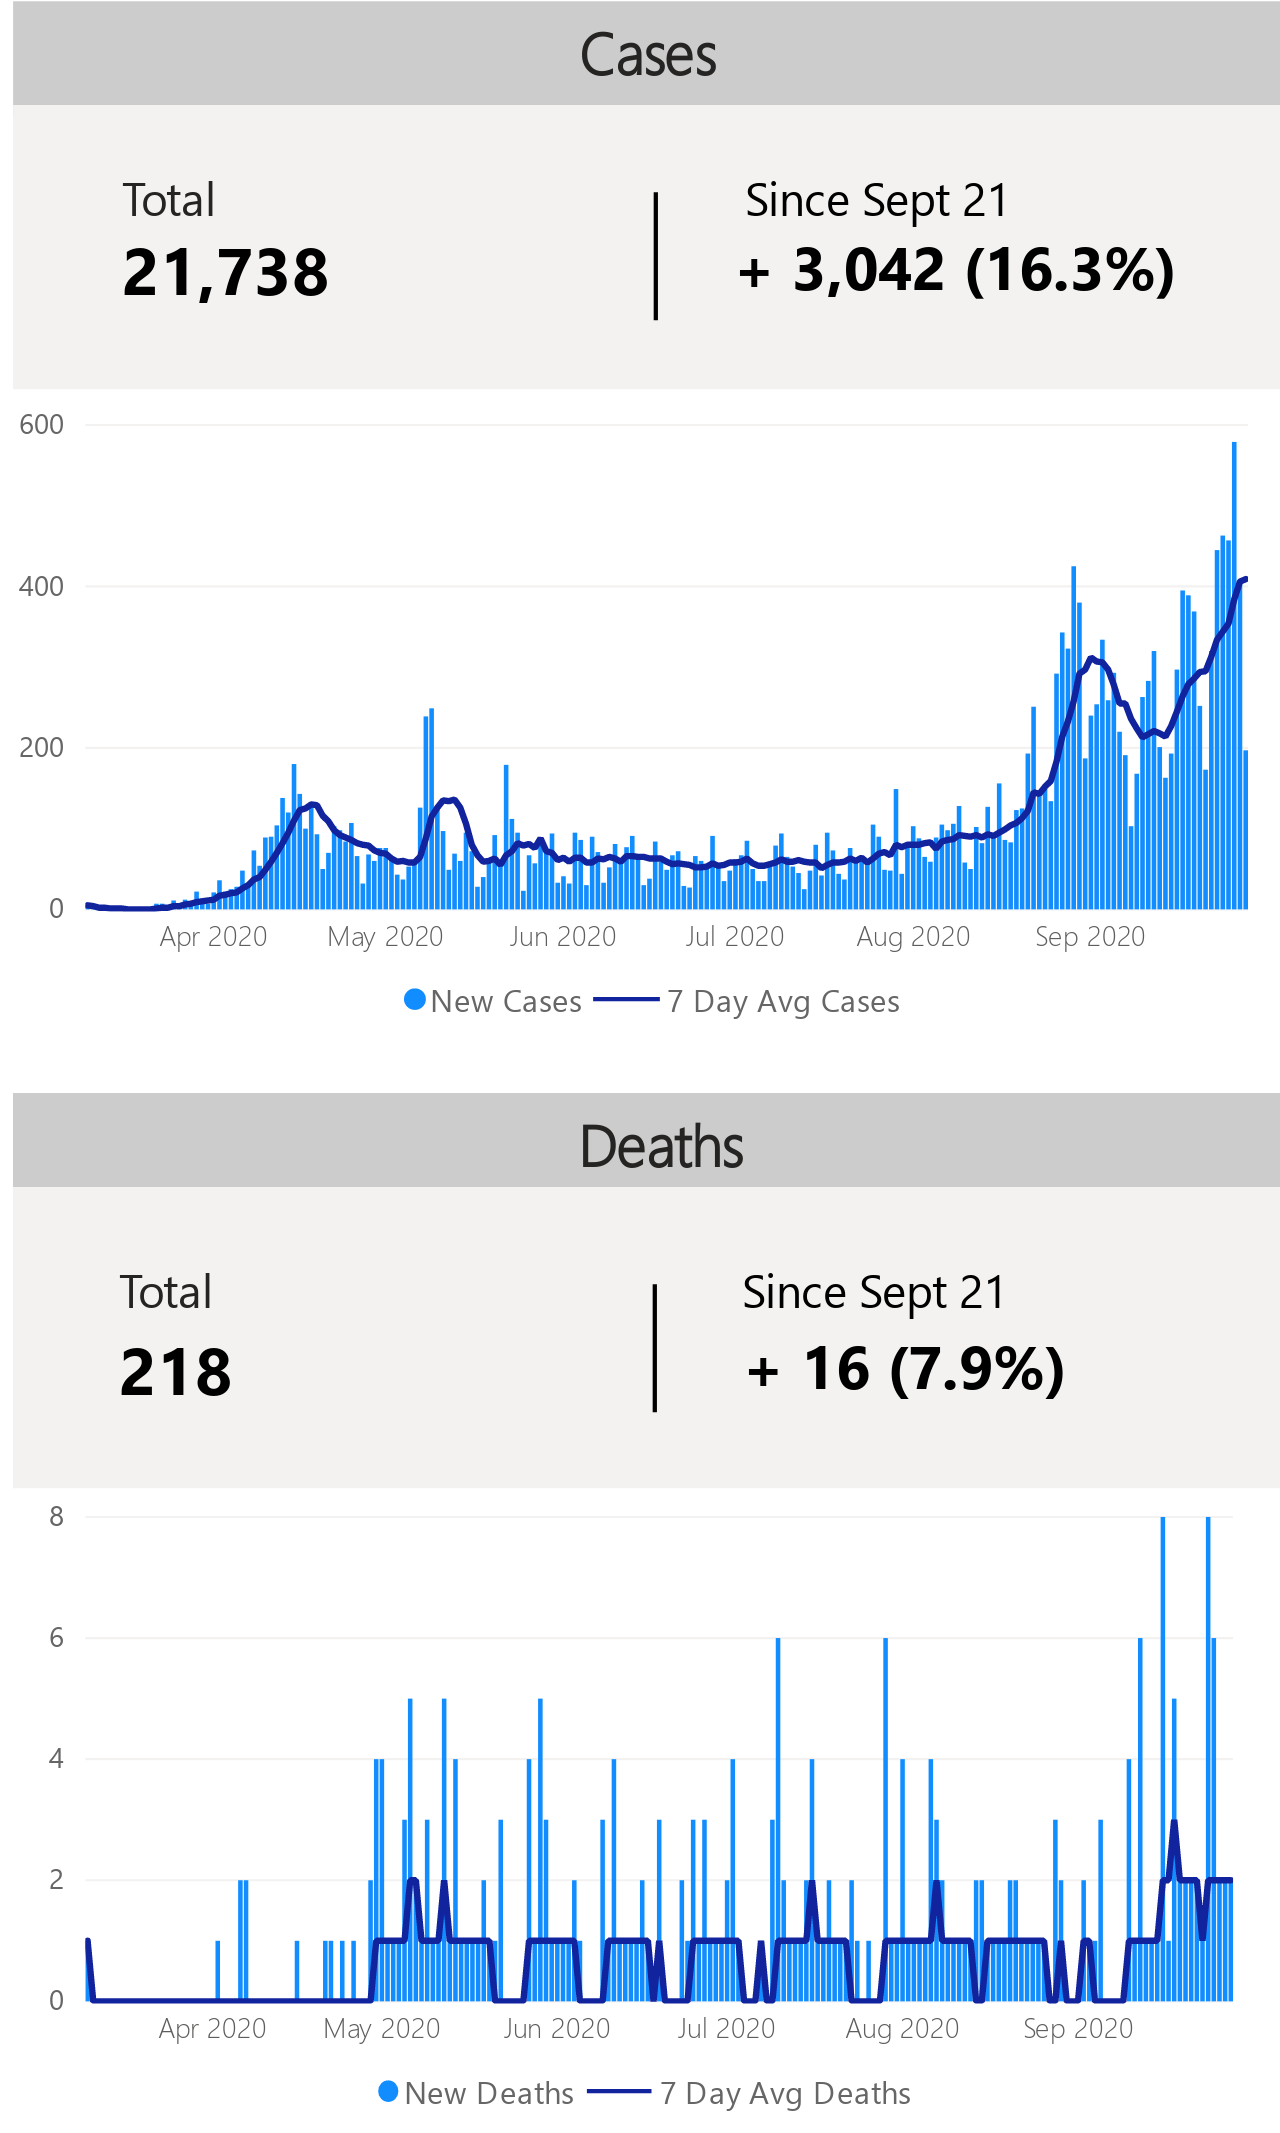 Cases
Total
21,738
Since Sept 21
+ 3,042 (16.3%)
600
400
200
0
Apr 2020 May 2020 Jun 2020 Jul 2020 Aug 2020 Sep 2020
New Cases 7 Day Avg Cases
Deaths
Total
218
Since Sept 21
+ 16 (7.9%)
8
6
4
2
0
Apr 2020 May 2020 Jun 2020 Jul 2020 Aug 2020 Sep 2020
New Deaths 7 Day Avg Deaths